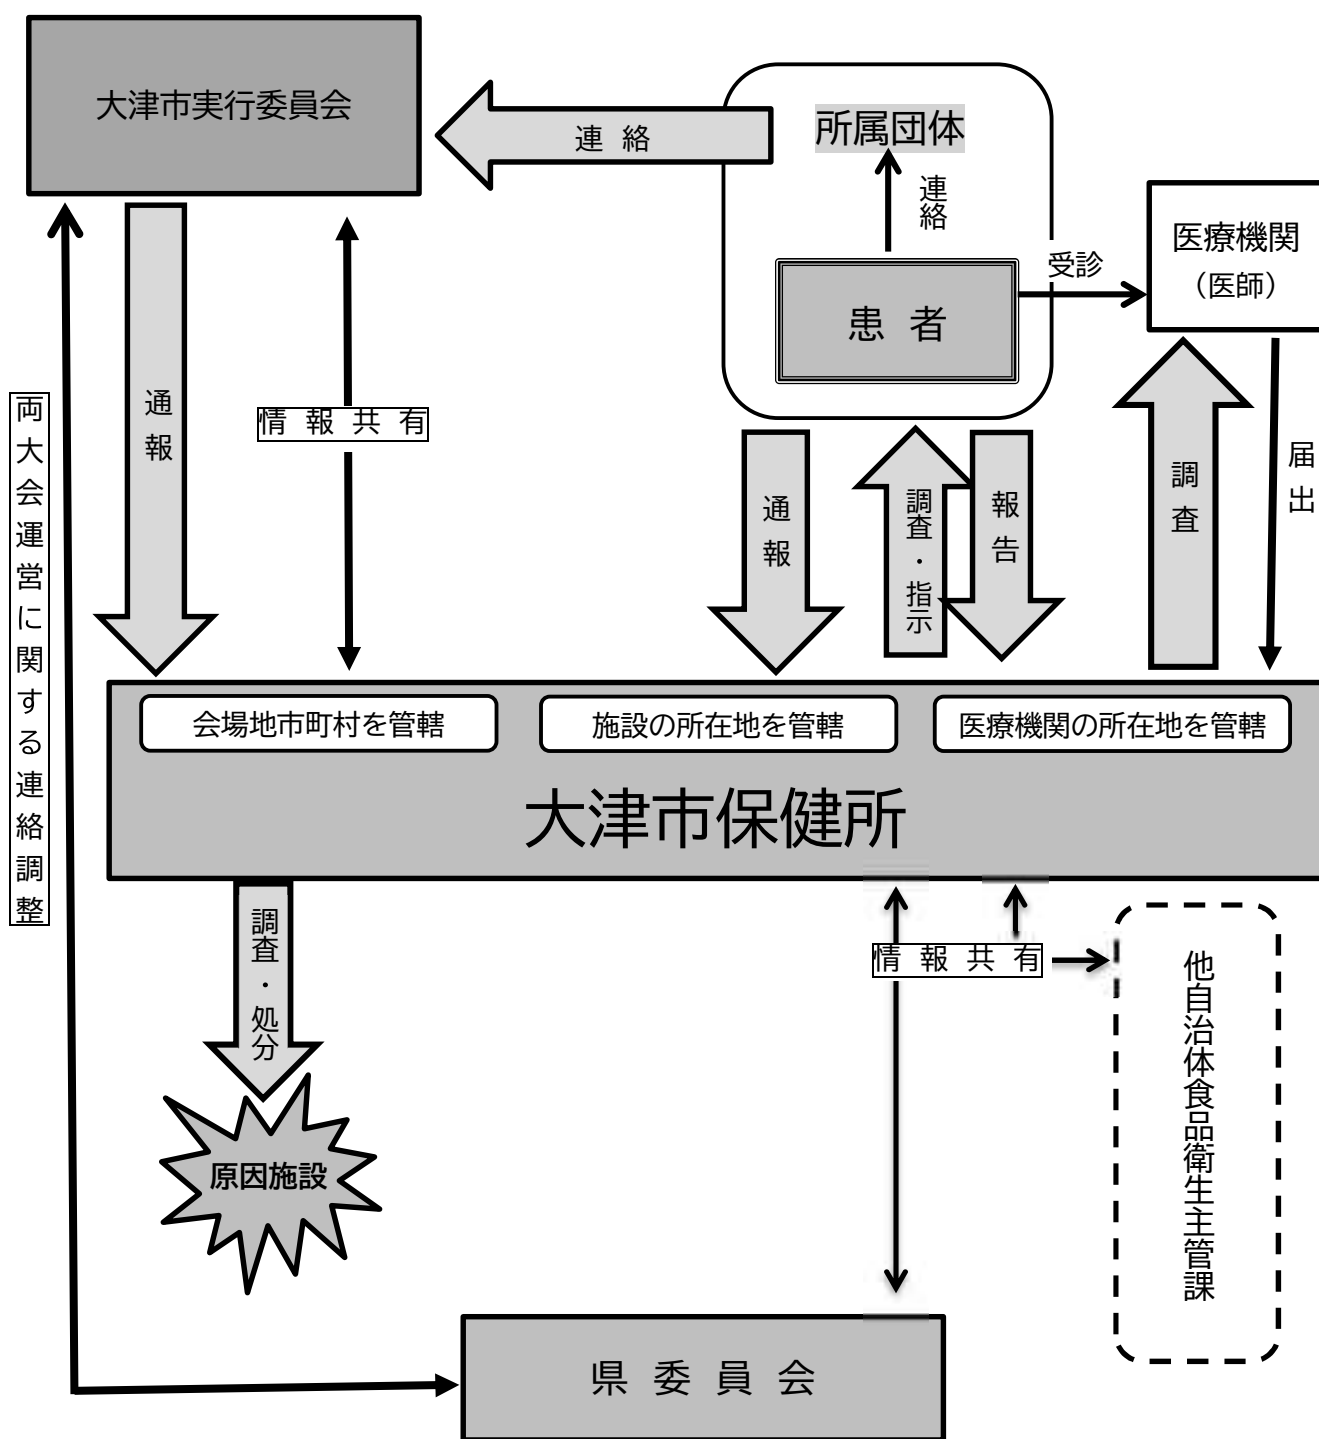 大津市実行委員会
連 絡
所属団体
連絡
患 者
受診
医療機関
（医師）
通報
情 報 共 有
両大会運営に関する連絡調整
通報
調査・指示
報告
調査
届出
会場地市町村を管轄
施設の所在地を管轄
医療機関の所在地を管轄
大津市保健所
調査・処分
情 報 共 有
他自治体食品衛生主管課
原因施設
県 委 員 会